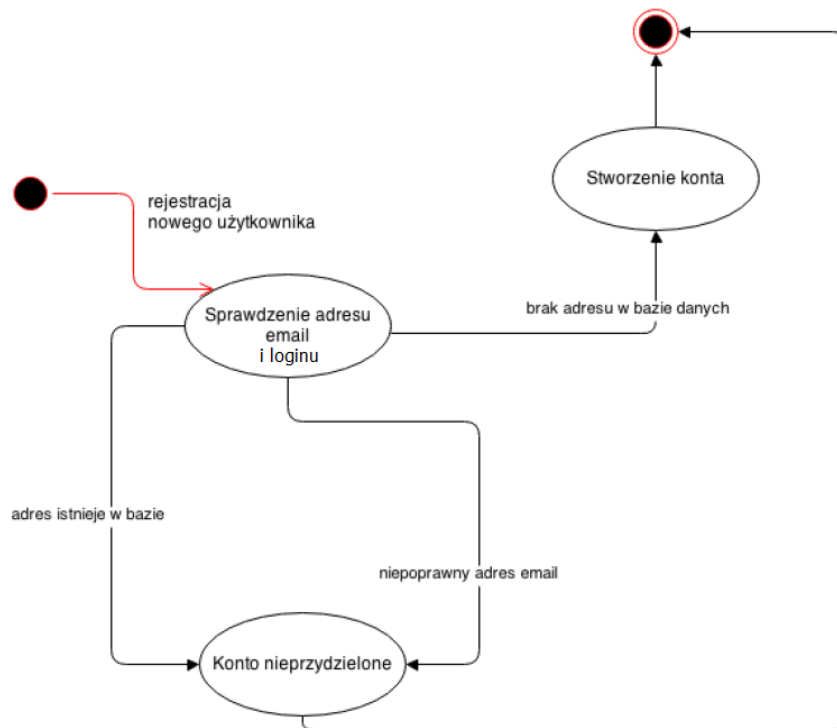 Stworzenie konta
rejestracja
nowego użytkownika
brak adresu w bazie danych
Sprawdzenie adresu
email
i loginu
adres istnieje w bazie
niepoprawny adres email
Konto nieprzydzielone